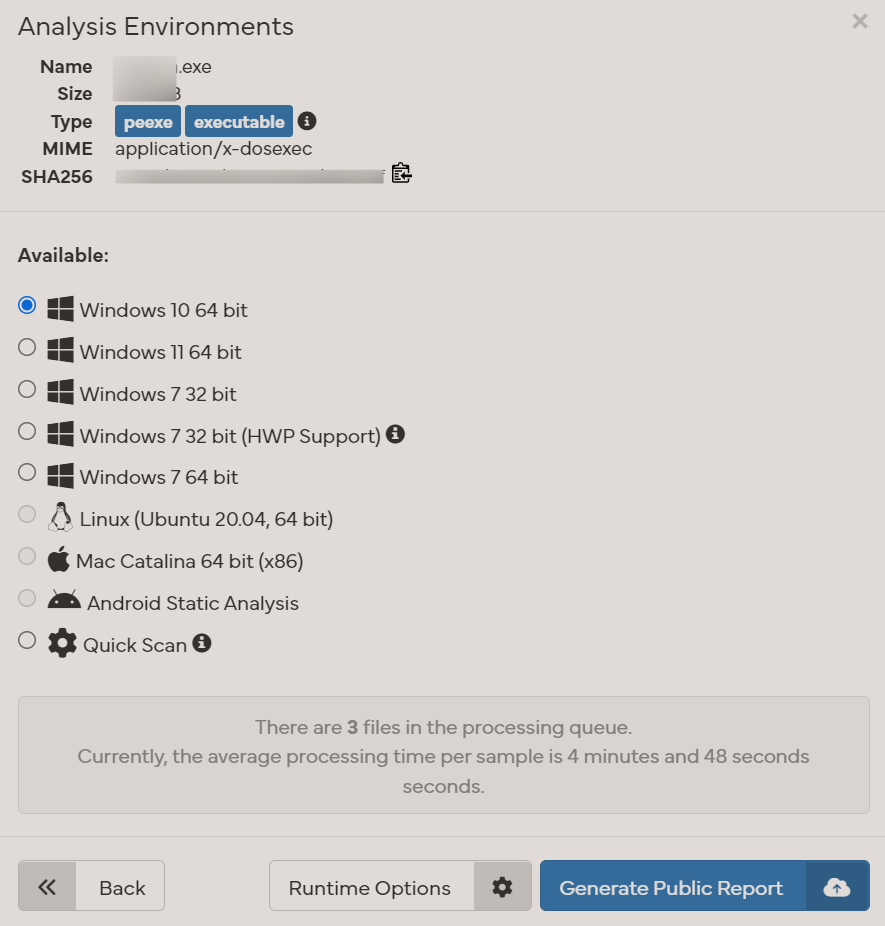 Analysis Environments
Name .exe
Size
Type peexe executable
MIME application/x-dosexec
SHA256
Available:
Windows 10 64 bit
Windows 11 64 bit
Windows 7 32 bit
Windows 7 32 bit (HWP Support)
Windows 7 64 bit
Linux (Ubuntu 20.04, 64 bit)
Mac Catalina 64 bit (x86)
Android Static Analysis
Quick Scan
There are 3 files in the processing queue.
Currently, the average processing time per sample is 4 minutes and 48 seconds
seconds.
Back Runtime Options Generate Public Report